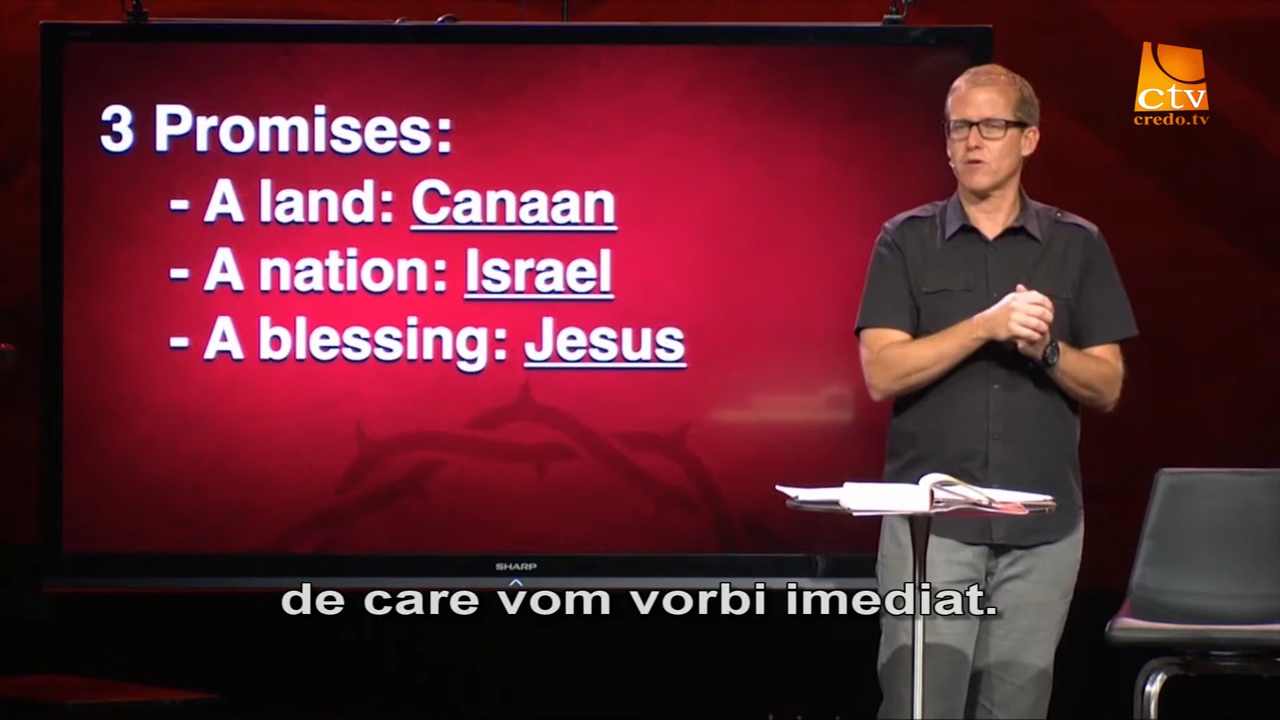 3 Promises:
- A land: Canaan
- A nation: Israel
- A blessing: Jesus
ctv
credo.tv
SHARP
de care vom vorbi imediat.